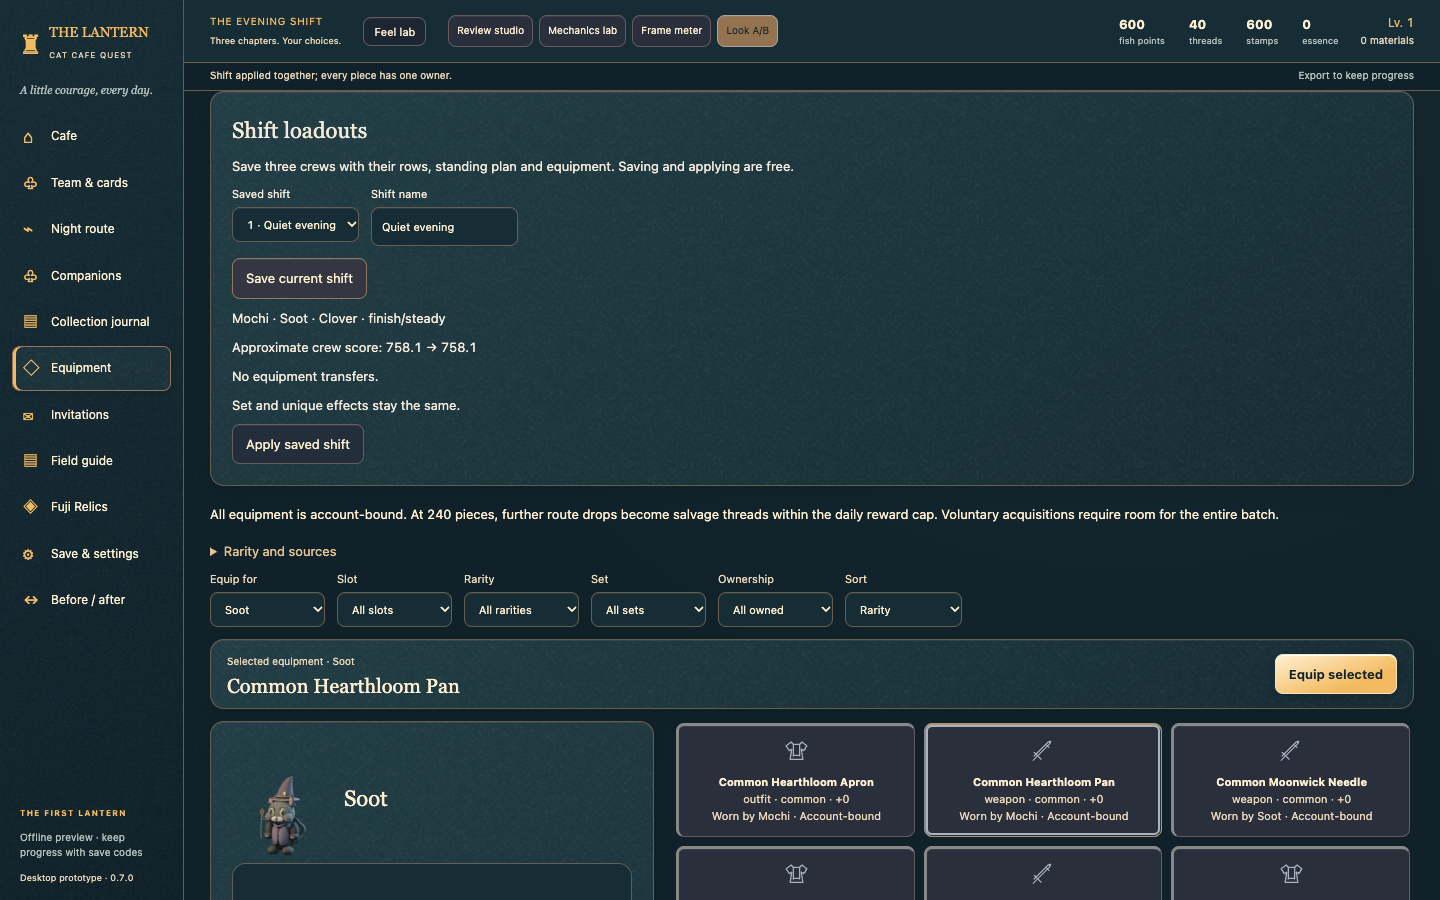 THE LANTERN
CAT CAFE QUEST
A little courage, every day.
Cafe
Team & cards
Night route
Companions
Collection journal
Equipment
Invitations
Field guide
Fuji Relics
Save & settings
Before / after
THE FIRST LANTERN
Offline preview · keep
progress with save codes
Desktop prototype · 0.7.0
THE EVENING SHIFT
Three chapters. Your choices.
Feel lab
Review studio
Mechanics lab
Frame meter
Look A/B
600
fish points
40
threads
600
stamps
0
essence
Lv. 1
0 materials
Shift applied together; every piece has one owner.
Export to keep progress
Shift loadouts
Save three crews with their rows, standing plan and equipment. Saving and applying are free.
Saved shift
Shift name
1 · Quiet evening
Quiet evening
Save current shift
Mochi · Soot · Clover · finish/steady
Approximate crew score: 758.1 → 758.1
No equipment transfers.
Set and unique effects stay the same.
Apply saved shift
All equipment is account-bound. At 240 pieces, further route drops become salvage threads within the daily reward cap. Voluntary acquisitions require room for the entire batch.
Rarity and sources
Equip for
Slot
Rarity
Set
Ownership
Sort
Soot
All slots
All rarities
All sets
All owned
Rarity
Selected equipment · Soot
Common Hearthloom Pan
Equip selected
Soot
Common Hearthloom Apron
outfit · common · +0
Worn by Mochi · Account-bound
Common Hearthloom Pan
weapon · common · +0
Worn by Mochi · Account-bound
Common Moonwick Needle
weapon · common · +0
Worn by Soot · Account-bound